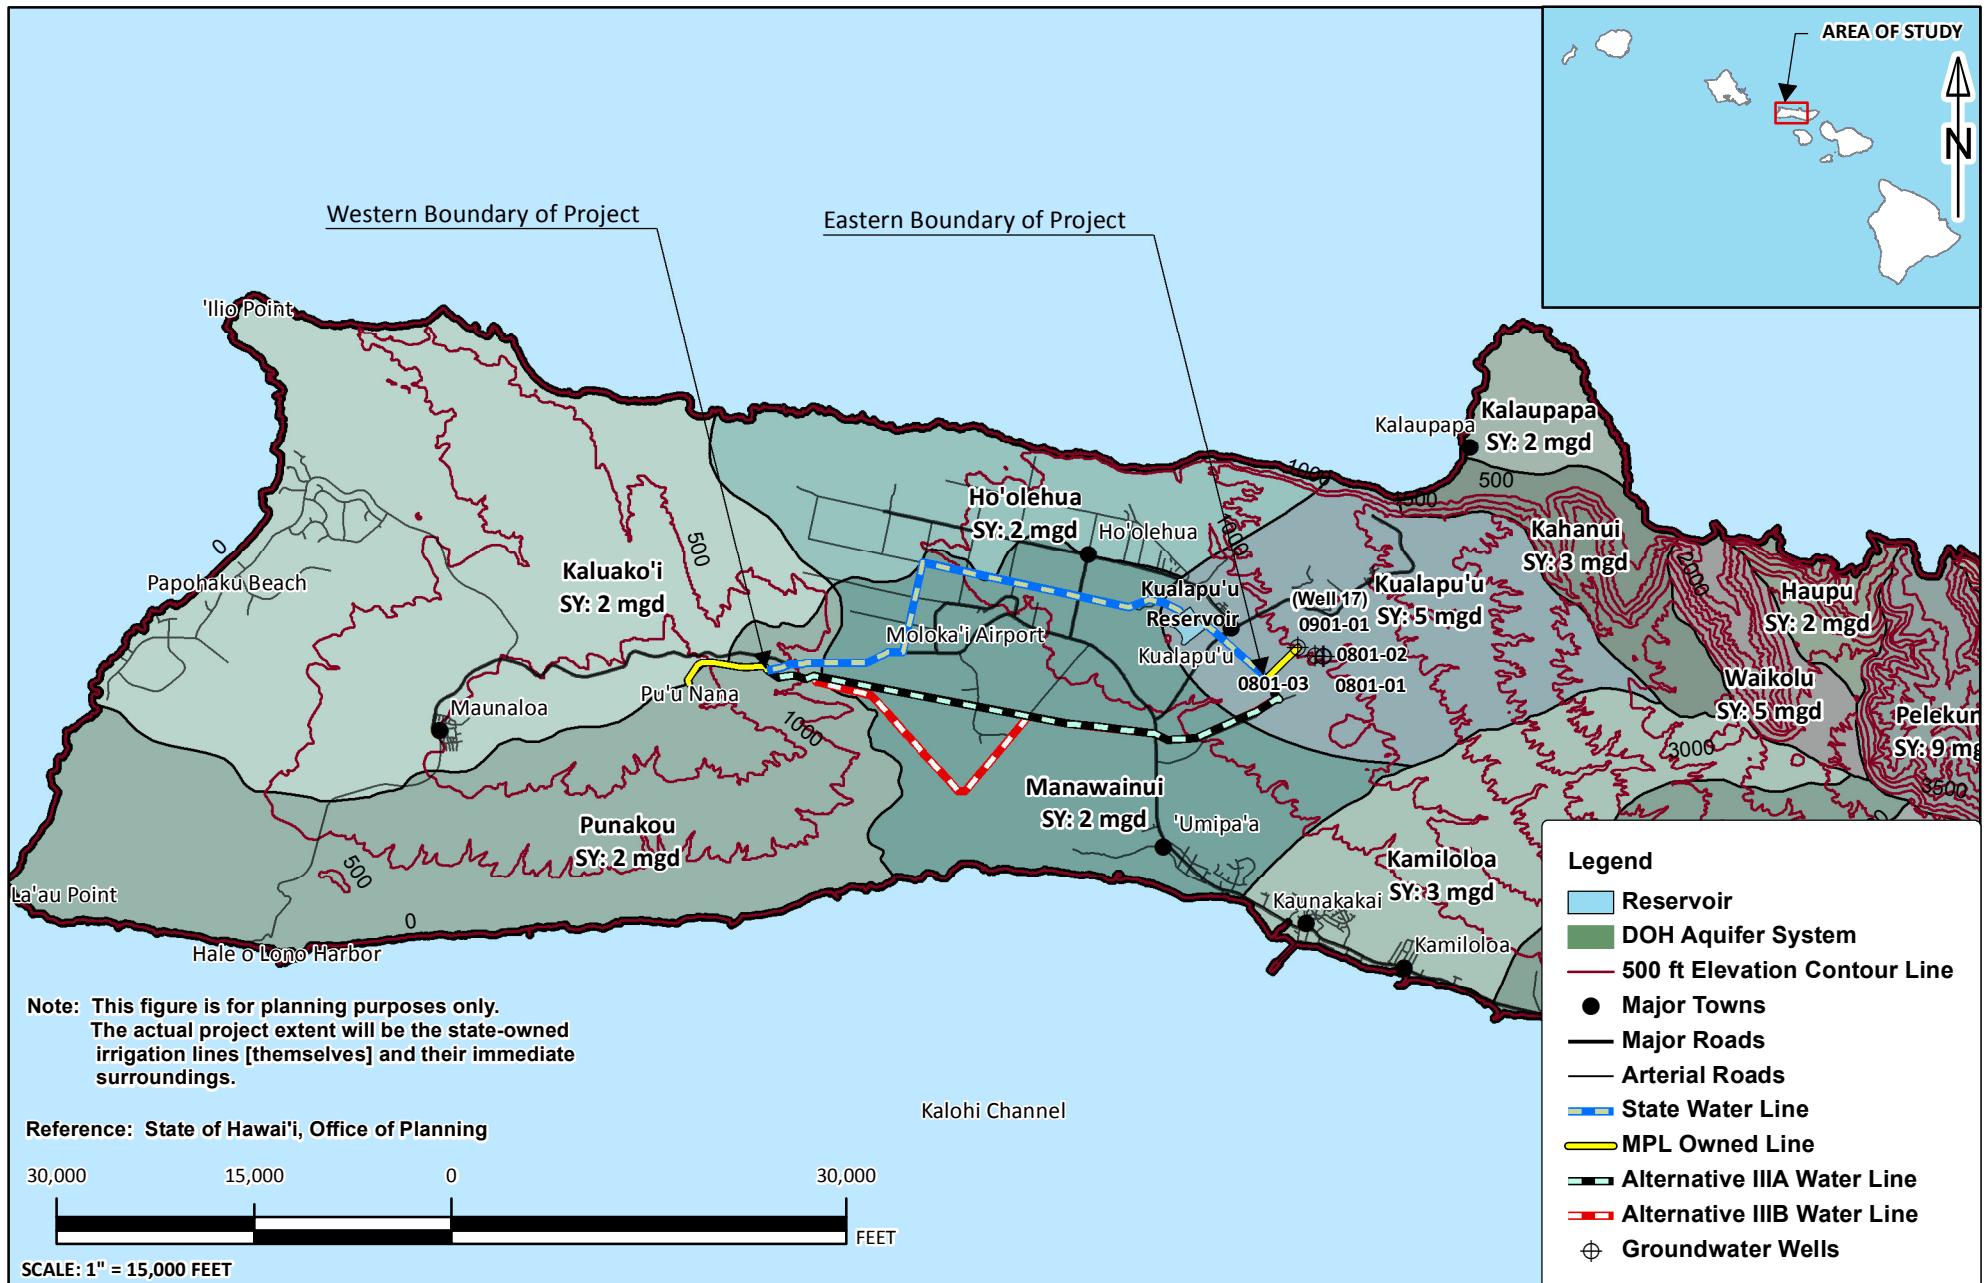 AREA OF STUDY
N
Western Boundary of Project
Eastern Boundary of Project
'Ilio Point
Kalaupapa
Kalaupapa
SY: 2 mgd
1000
1500
500
Ho'olehua
SY: 2 mgd
Ho'olehua
1000
Kahanui
SY: 3 mgd
0
500
Papohaku Beach
Kaluako'i
SY: 2 mgd
Kualapu'u
Reservoir
(Well 17)
0901-01
Kualapu'u
SY: 5 mgd
2000
Haupu
SY: 2 mgd
Moloka'i Airport
Kualapu'u
0801-02
0801-03
0801-01
Waikolu
SY: 5 mgd
Pu'u Nana
Maunaloa
1000
3000
Pelekun
SY: 9 mg
3500
Manawainui
SY: 2 mgd
'Umipa'a
Punakou
SY: 2 mgd
500
Kamiloloa
SY: 3 mgd
La'au Point
0
Kaunakakai
Kamiloloa
Hale o Lono Harbor
Note: This figure is for planning purposes only.
The actual project extent will be the state-owned
irrigation lines [themselves] and their immediate
surroundings.
Kalohi Channel
Reference: State of Hawai'i, Office of Planning
30,000 15,000 0 30,000
FEET
SCALE: 1" = 15,000 FEET
Legend
Reservoir
DOH Aquifer System
500 ft Elevation Contour Line
Major Towns
Major Roads
Arterial Roads
State Water Line
MPL Owned Line
Alternative IIIA Water Line
Alternative IIIB Water Line
Groundwater Wells